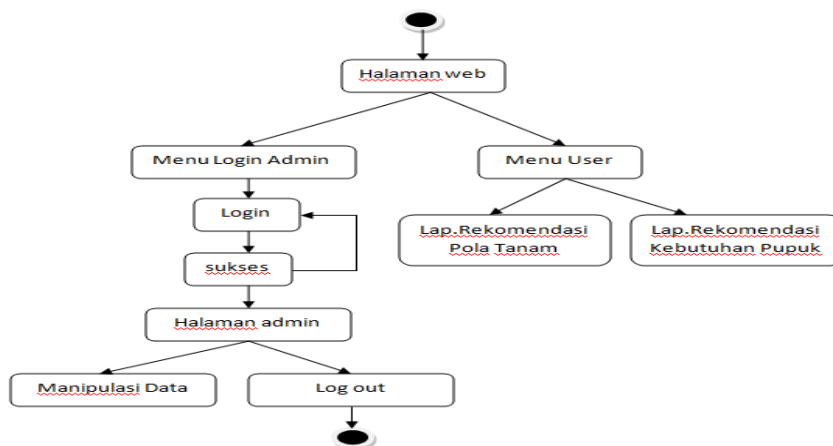 Halaman web
Menu Login Admin
Menu User
Login
Lap.Rekomendasi
Pola Tanam
Lap.Rekomendasi
Kebutuhan Pupuk
sukses
Halaman admin
Manipulasi Data
Log out